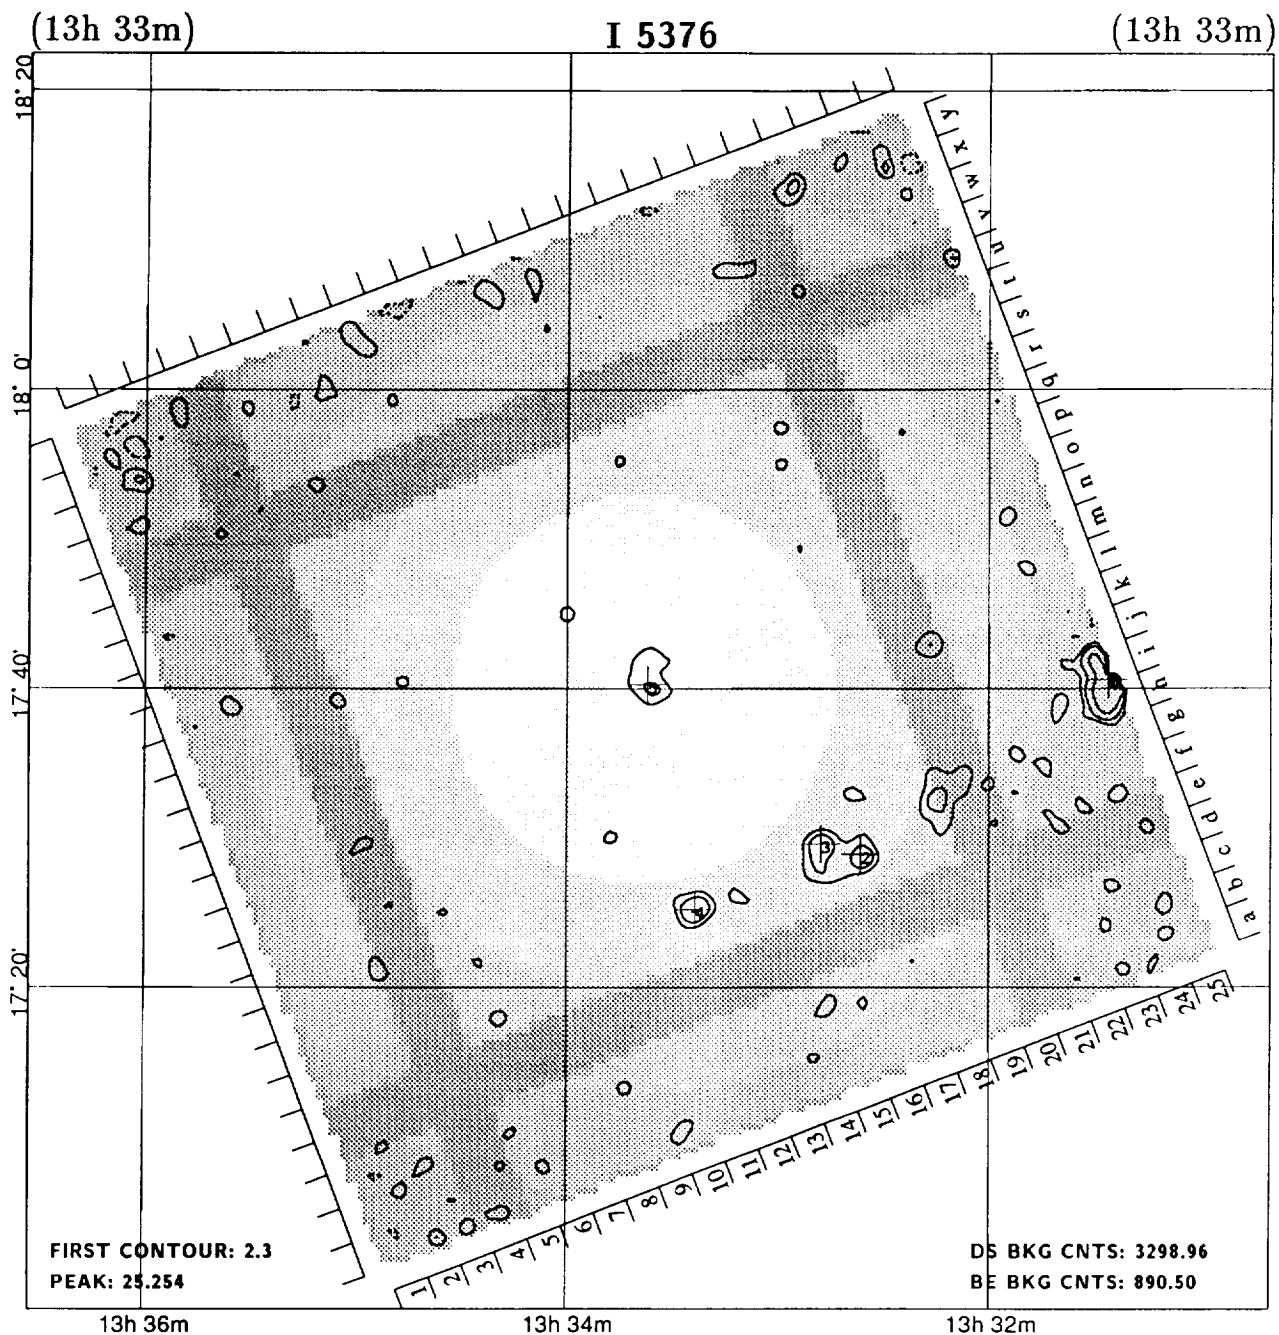 (13h 33m) I 5376 (13h 33m)
18° 20
18° 0'
17° 40'
17° 20'
y
x
w
v
u
t
s
r
q
p
o
n
m
l
k
j
i
h
g
f
e
d
c
b
a
3
2
4
1 2 3 4 5 6 7 8 9 10 11 12 13 14 15 16 17 18 19 20 21 22 23 24 25
FIRST CONTOUR: 2.3
PEAK: 25.254
DS BKG CNTS: 3298.96
BE BKG CNTS: 890.50
13h 36m 13h 34m 13h 32m